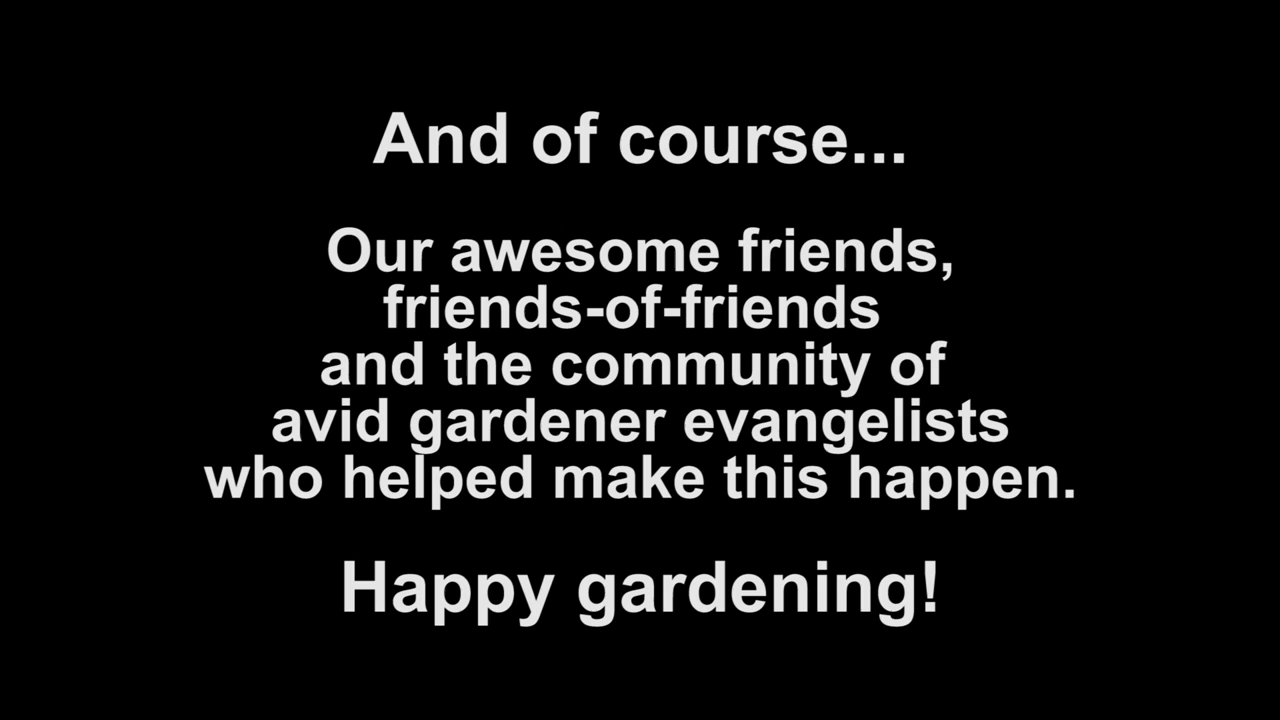 And of course...
Our awesome friends,
friends-of-friends
and the community of
avid gardener evangelists
who helped make this happen.
Happy gardening!